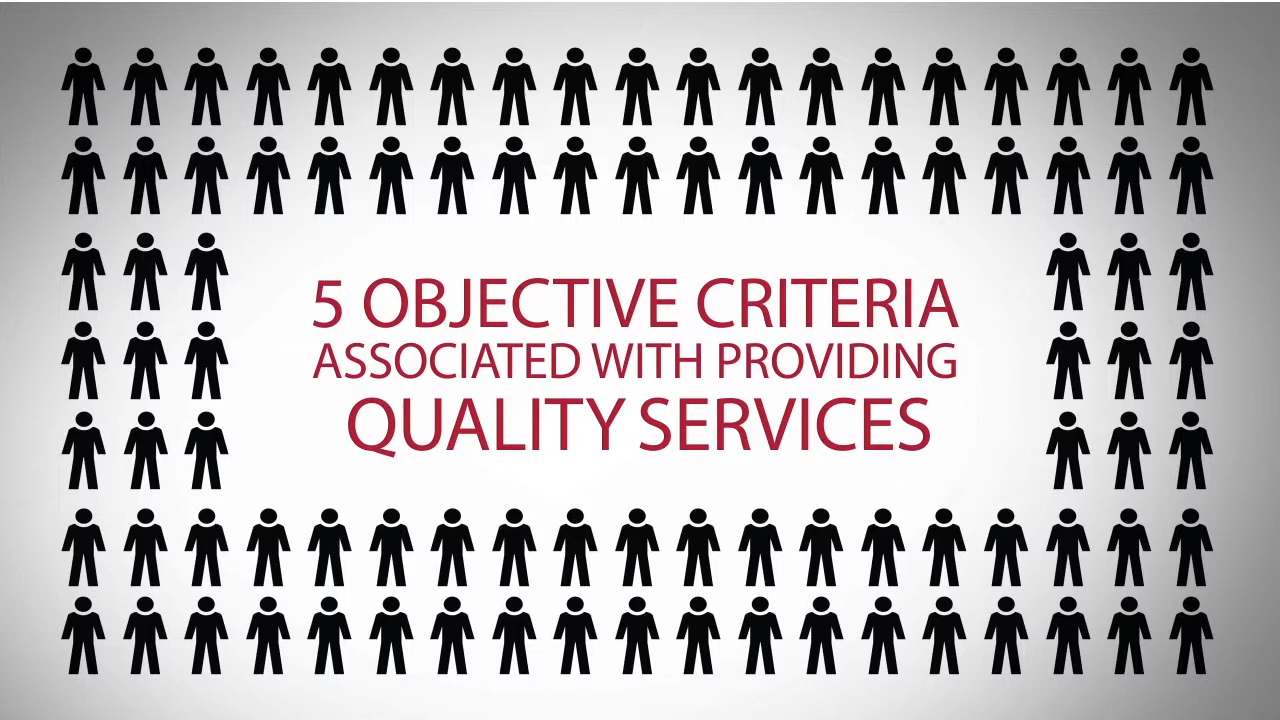 5 OBJECTIVE CRITERIA
ASSOCIATED WITH PROVIDING
QUALITY SERVICES